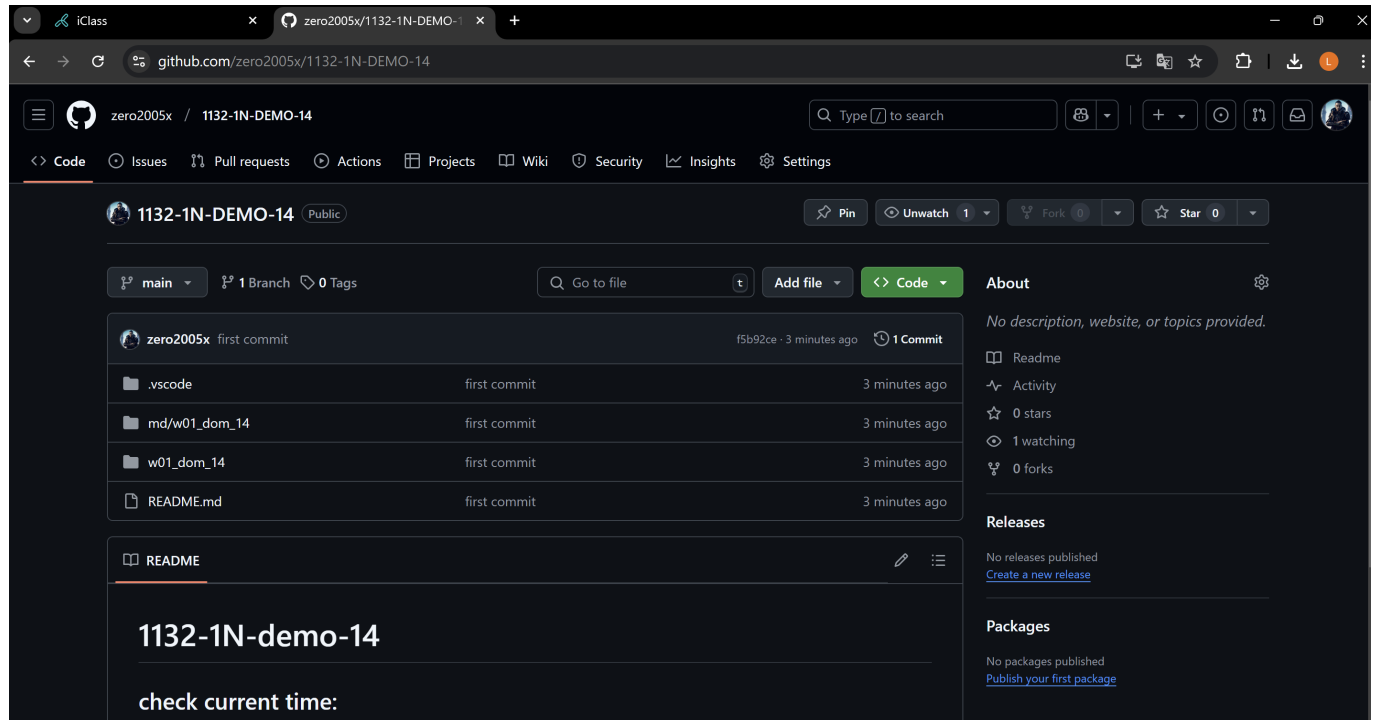 iClass
zero2005x/1132-1N-DEMO-1
github.com/zero2005x/1132-1N-DEMO-14
L
zero2005x / 1132-1N-DEMO-14
Type / to search
Code Issues Pull requests Actions Projects Wiki Security Insights Settings
1132-1N-DEMO-14 Public
Pin Unwatch 1 Fork 0 Star 0
main 1 Branch 0 Tags
Go to file t Add file Code
About
No description, website, or topics provided.
zero2005x first commit f5b92ce · 3 minutes ago 1 Commit
.vscode first commit 3 minutes ago
md/w01_dom_14 first commit 3 minutes ago
w01_dom_14 first commit 3 minutes ago
README.md first commit 3 minutes ago
Readme
Activity
0 stars
1 watching
0 forks
Releases
No releases published
Create a new release
Packages
No packages published
Publish your first package
README
1132-1N-demo-14
check current time: